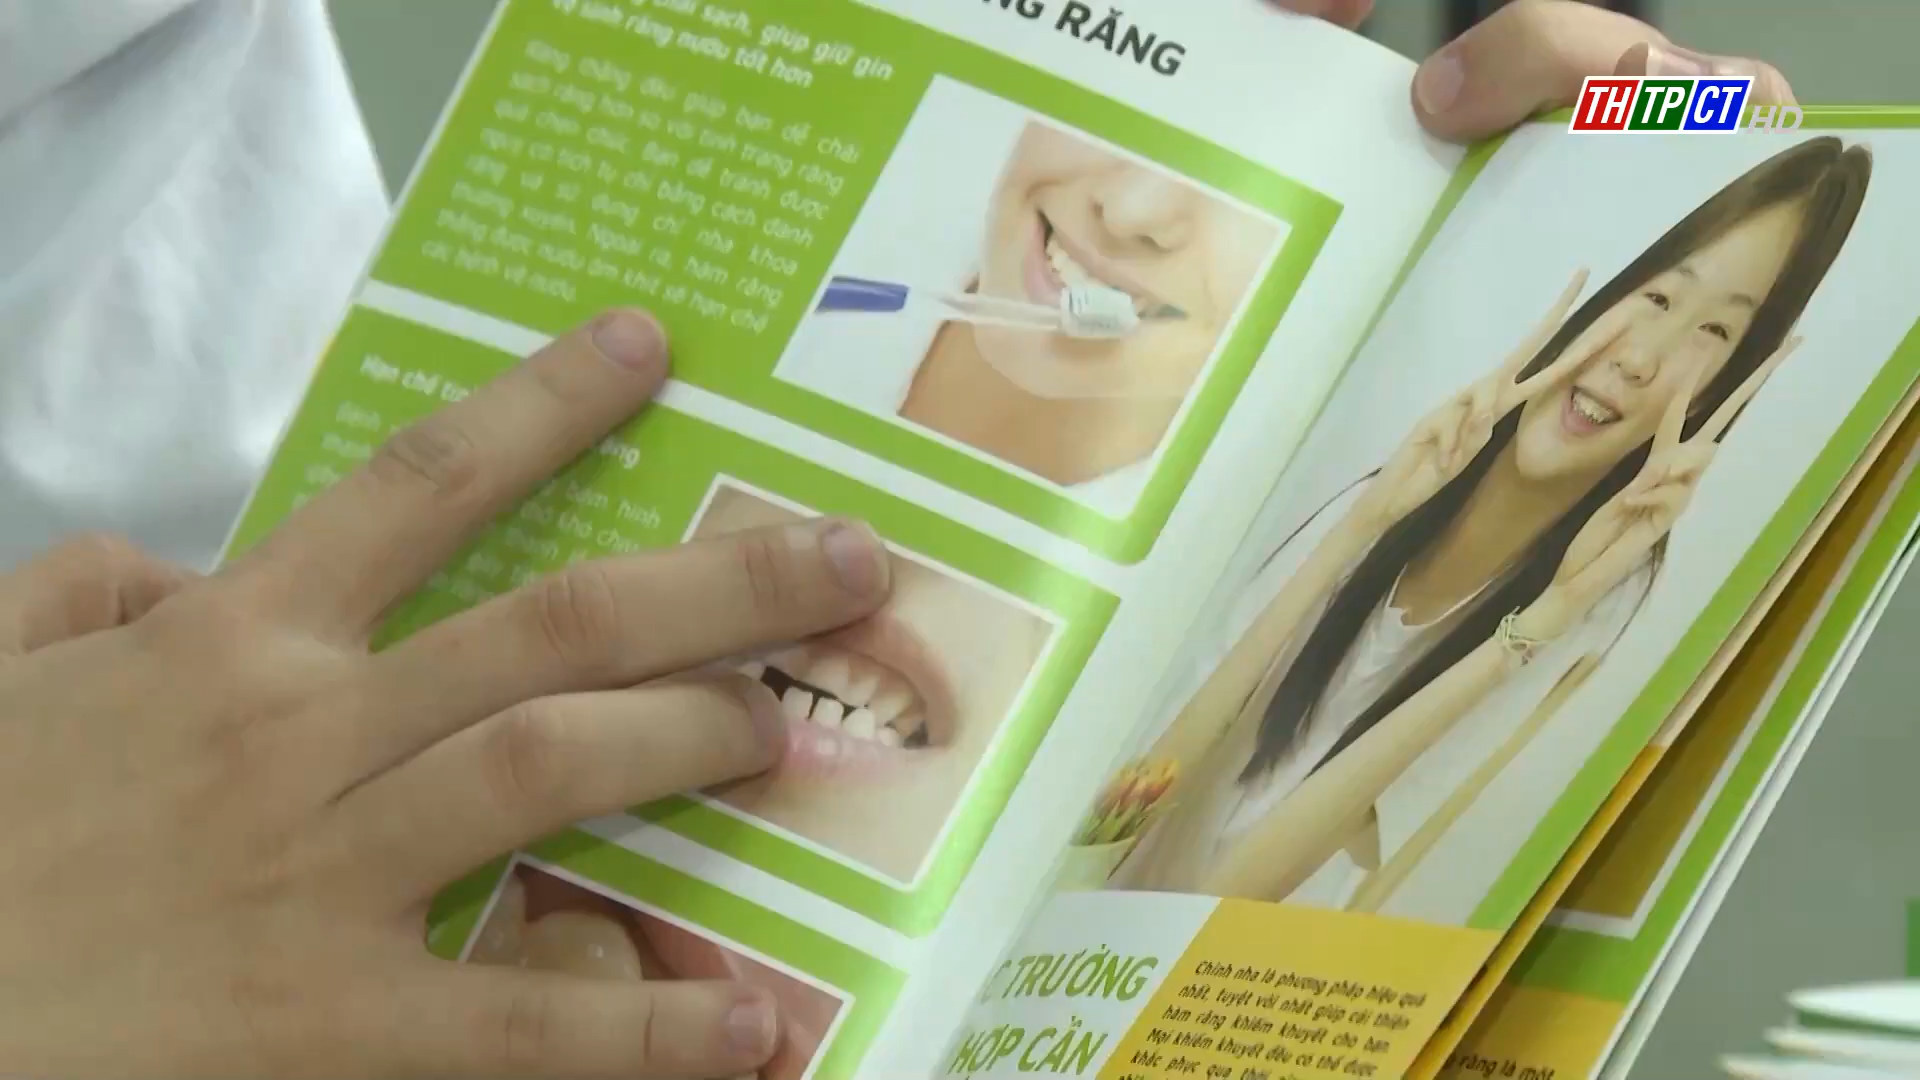 NG RĂNG
chải sạch, giúp giữ gìn
vệ sinh răng nướu tốt hơn
Răng thẳng đều giúp bạn dễ chải
sạch răng hơn so với tình trạng răng
quá chen chúc. Bạn dễ tránh được
nguy cơ tích tụ chỉ bằng cách đánh
răng và sử dụng chỉ nha khoa
thường xuyên. Ngoài ra, hàm răng
thẳng được nướu ôm khít sẽ hạn chế
các bệnh về nướu.
Hạn chế
THTPCT HD
C TRƯỜNG
HỢP CẦN
Chỉnh nha là phương pháp hiệu quả
nhất, tuyệt vời nhất giúp cải thiện
hàm răng khiếm khuyết cho bạn.
Mọi khiếm khuyết đều có thể được
khắc phục qua thời
răng là một